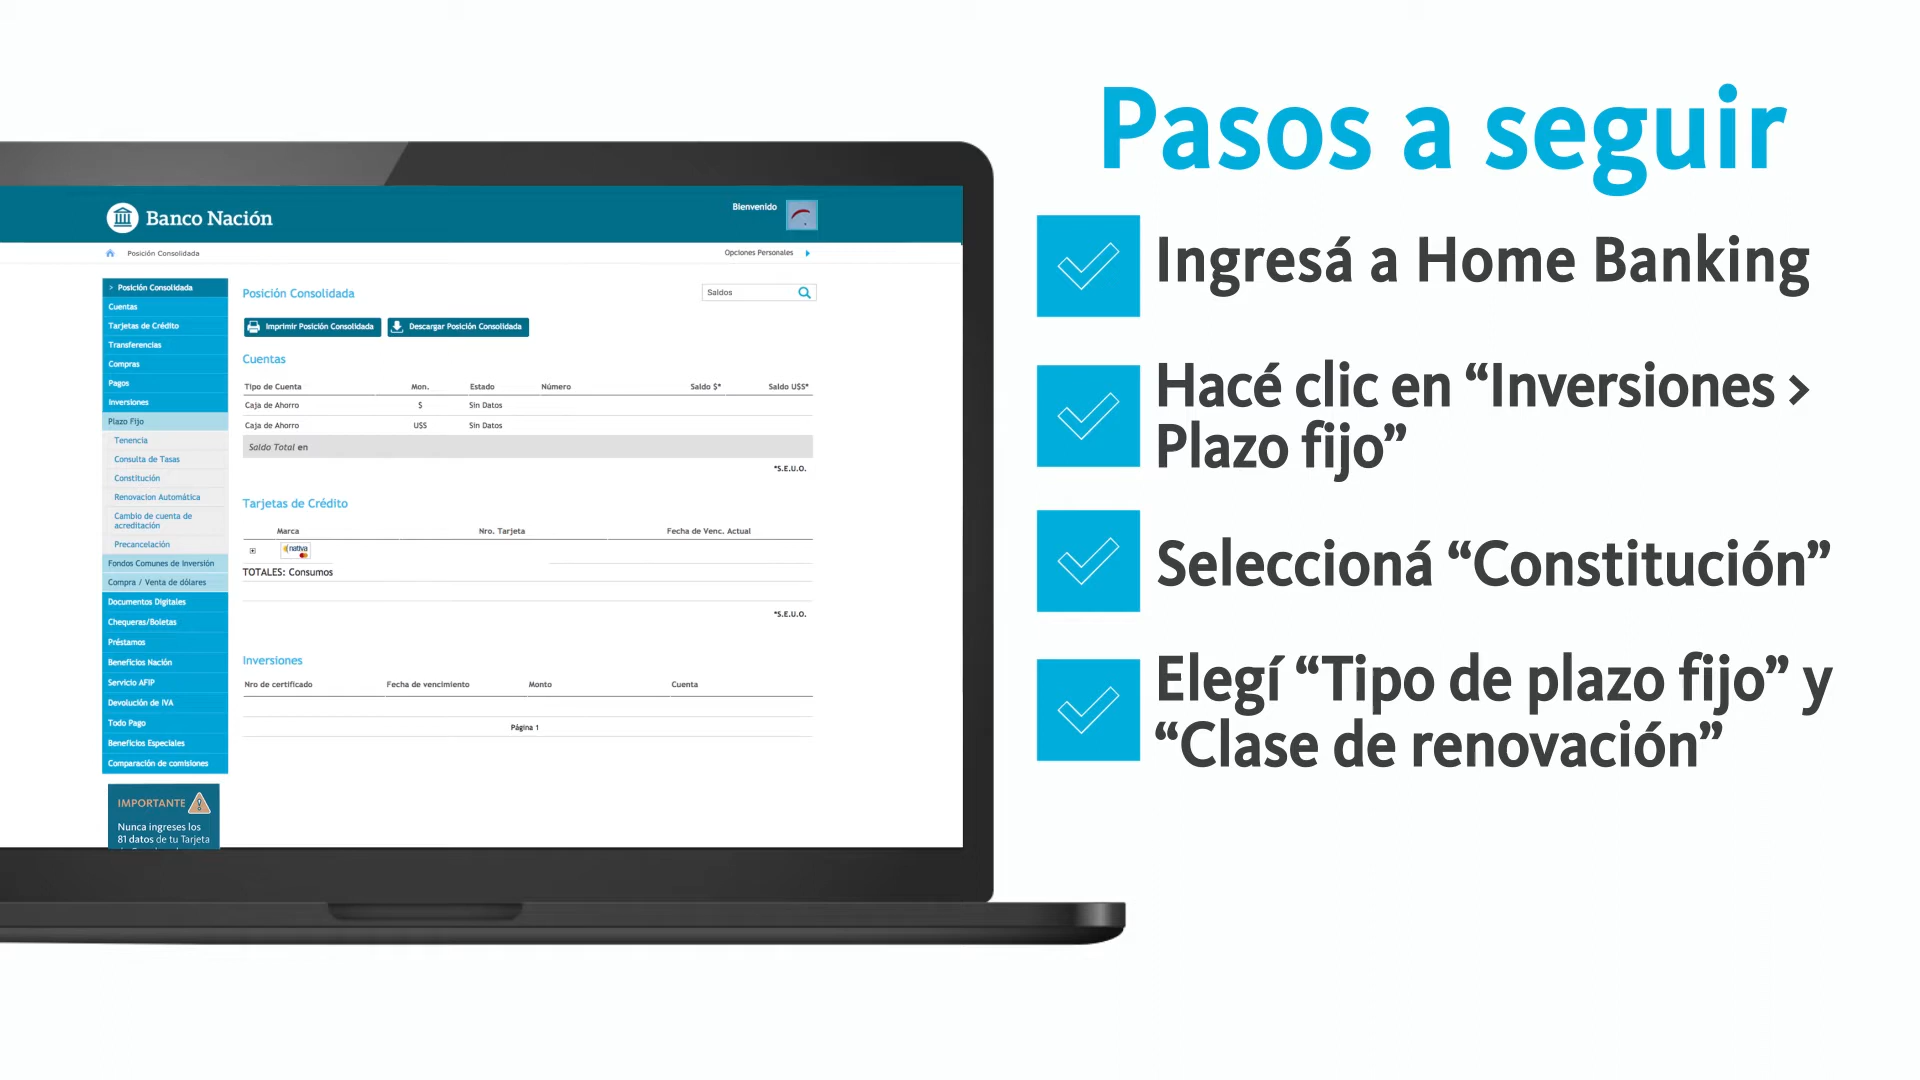 Pasos a seguir
Ingresá a Home Banking
Hacé clic en “Inversiones >
Plazo fijo”
Seleccioná “Constitución”
Elegí “Tipo de plazo fijo” y
“Clase de renovación”
Banco Nación
Bienvenido
Posición Consolidada
Opciones Personales
> Posición Consolidada
Cuentas
Tarjetas de Crédito
Transferencias
Compras
Pagos
Inversiones
Plazo Fijo
Tenencia
Consulta de Tasas
Constitución
Renovacion Automática
Cambio de cuenta de
acreditación
Precancelación
Fondos Comunes de Inversión
Compra / Venta de dólares
Documentos Digitales
Chequeras/Boletas
Préstamos
Beneficios Nación
Servicio AFIP
Devolución de IVA
Todo Pago
Beneficios Especiales
Comparación de comisiones
IMPORTANTE
Nunca ingreses los
81 datos de tu Tarjeta
Posición Consolidada
Saldos
Imprimir Posición Consolidada
Descargar Posición Consolidada
Cuentas
Tipo de Cuenta Mon. Estado Número Saldo $* Saldo U$S*
Caja de Ahorro $ Sin Datos
Caja de Ahorro U$S Sin Datos
Saldo Total en
*S.E.U.O.
Tarjetas de Crédito
Marca Nro. Tarjeta Fecha de Venc. Actual
nativa
TOTALES: Consumos
*S.E.U.O.
Inversiones
Nro de certificado Fecha de vencimiento Monto Cuenta
Página 1